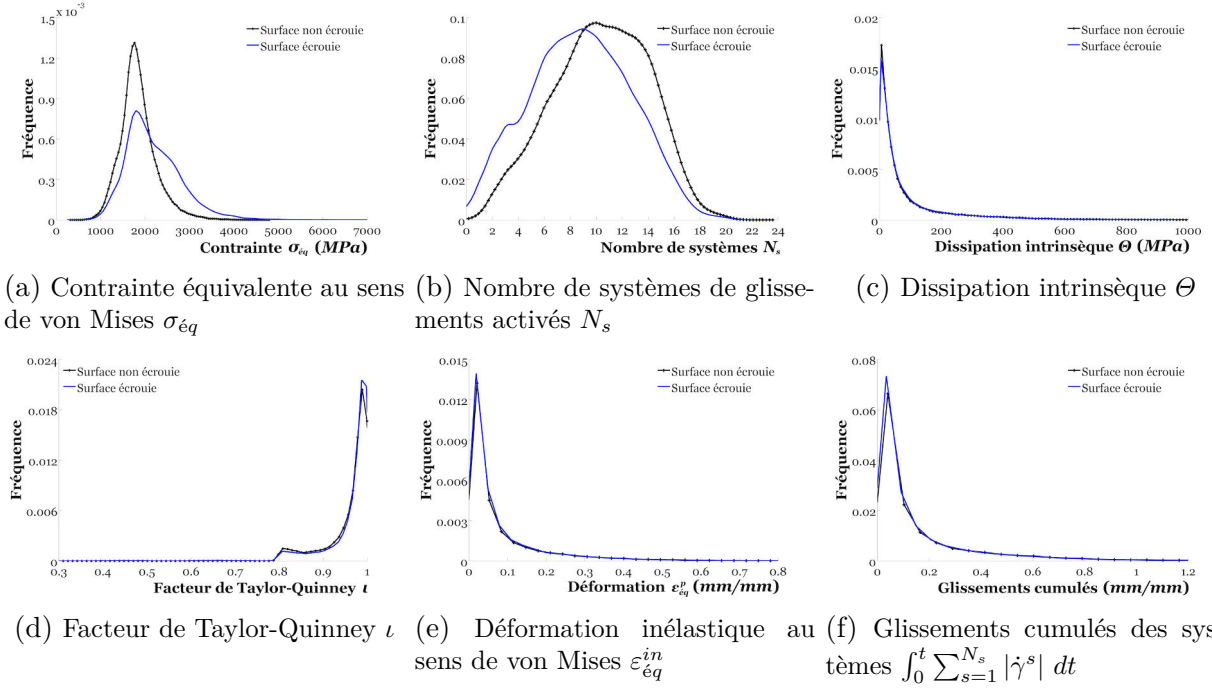 x 10⁻³
1.5
1.2
0.9
0.6
0.3
0
Fréquence
Surface non écrouie
Surface écrouie
1000 2000 3000 4000 5000 6000 7000
Contrainte σéq (MPa)
0.1
0.08
0.06
0.04
0.02
0
Fréquence
Surface non écrouie
Surface écrouie
0 2 4 6 8 10 12 14 16 18 20 22 24
Nombre de systèmes Ns
0.02
0.015
0.01
0.005
0
Fréquence
Surface non écrouie
Surface écrouie
0 200 400 600 800 1000
Dissipation intrinsèque Θ (MPa)
(a) Contrainte équivalente au sens
de von Mises σéq
(b) Nombre de systèmes de glisse-
ments activés Ns
(c) Dissipation intrinsèque Θ
0.024
0.018
0.012
0.006
0
Fréquence
Surface non écrouie
Surface écrouie
0.3 0.4 0.5 0.6 0.7 0.8 0.9 1
Facteur de Taylor-Quinney ι
0.015
0.012
0.009
0.006
0.003
0
Fréquence
Surface non écrouie
Surface écrouie
0 0.1 0.2 0.3 0.4 0.5 0.6 0.7 0.8
Déformation ε^p_éq (mm/mm)
0.08
0.06
0.04
0.02
0
Fréquence
Surface non écrouie
Surface écrouie
0 0.2 0.4 0.6 0.8 1 1.2
Glissements cumulés (mm/mm)
(d) Facteur de Taylor-Quinney ι
(e) Déformation inélastique au
sens de von Mises ε^in_éq
(f) Glissements cumulés des sys-
tèmes ∫₀ᵗ ∑_{s=1}^{Ns} |γ̇ˢ| dt